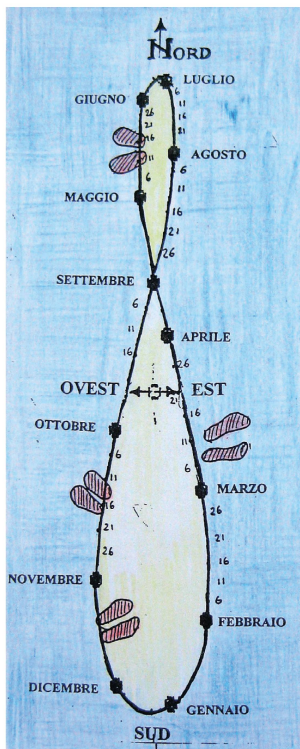 NORD
LUGLIO
GIUGNO
6
11
26
16
21
21
16
AGOSTO
11
6
6
11
MAGGIO
16
21
26
SETTEMBRE
6
11
APRILE
16
26
OVEST EST
21
16
OTTOBRE
11
6
6
11
MARZO
16
26
21
21
26
16
NOVEMBRE
11
6
FEBBRAIO
DICEMBRE
GENNAIO
SUD